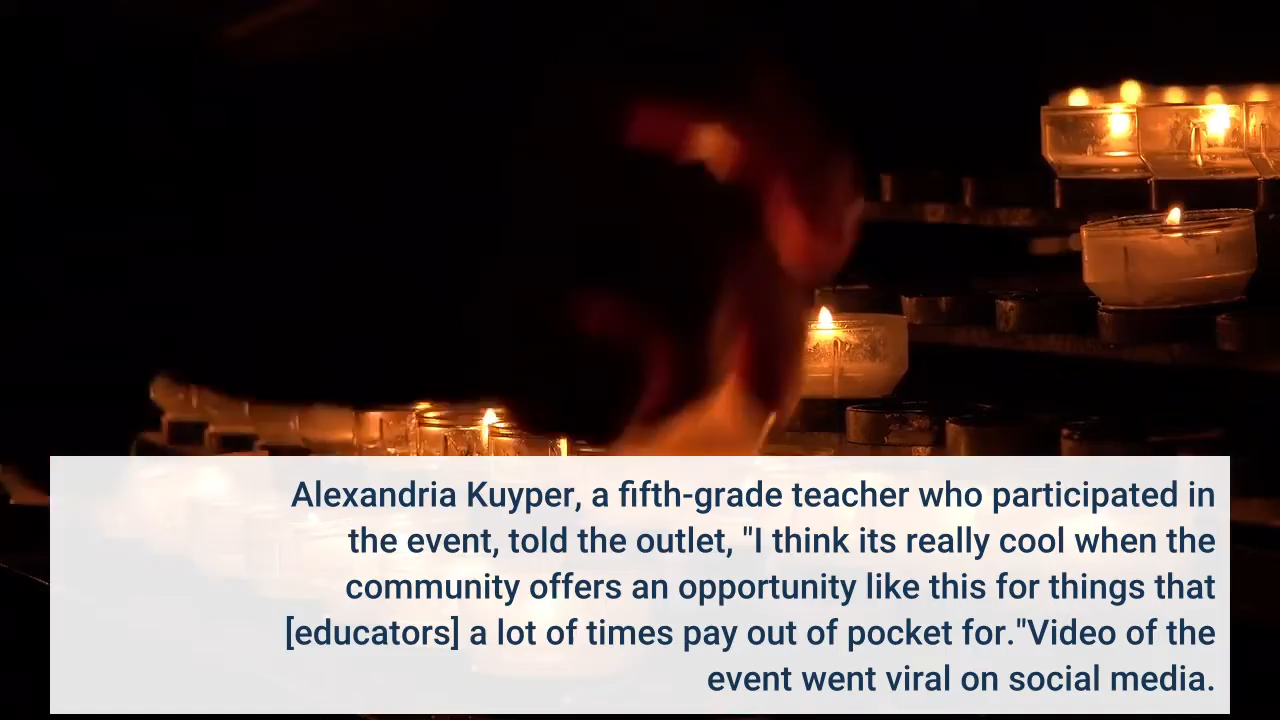 Alexandria Kuyper, a fifth-grade teacher who participated in
the event, told the outlet, "I think its really cool when the
community offers an opportunity like this for things that
[educators] a lot of times pay out of pocket for."Video of the
event went viral on social media.